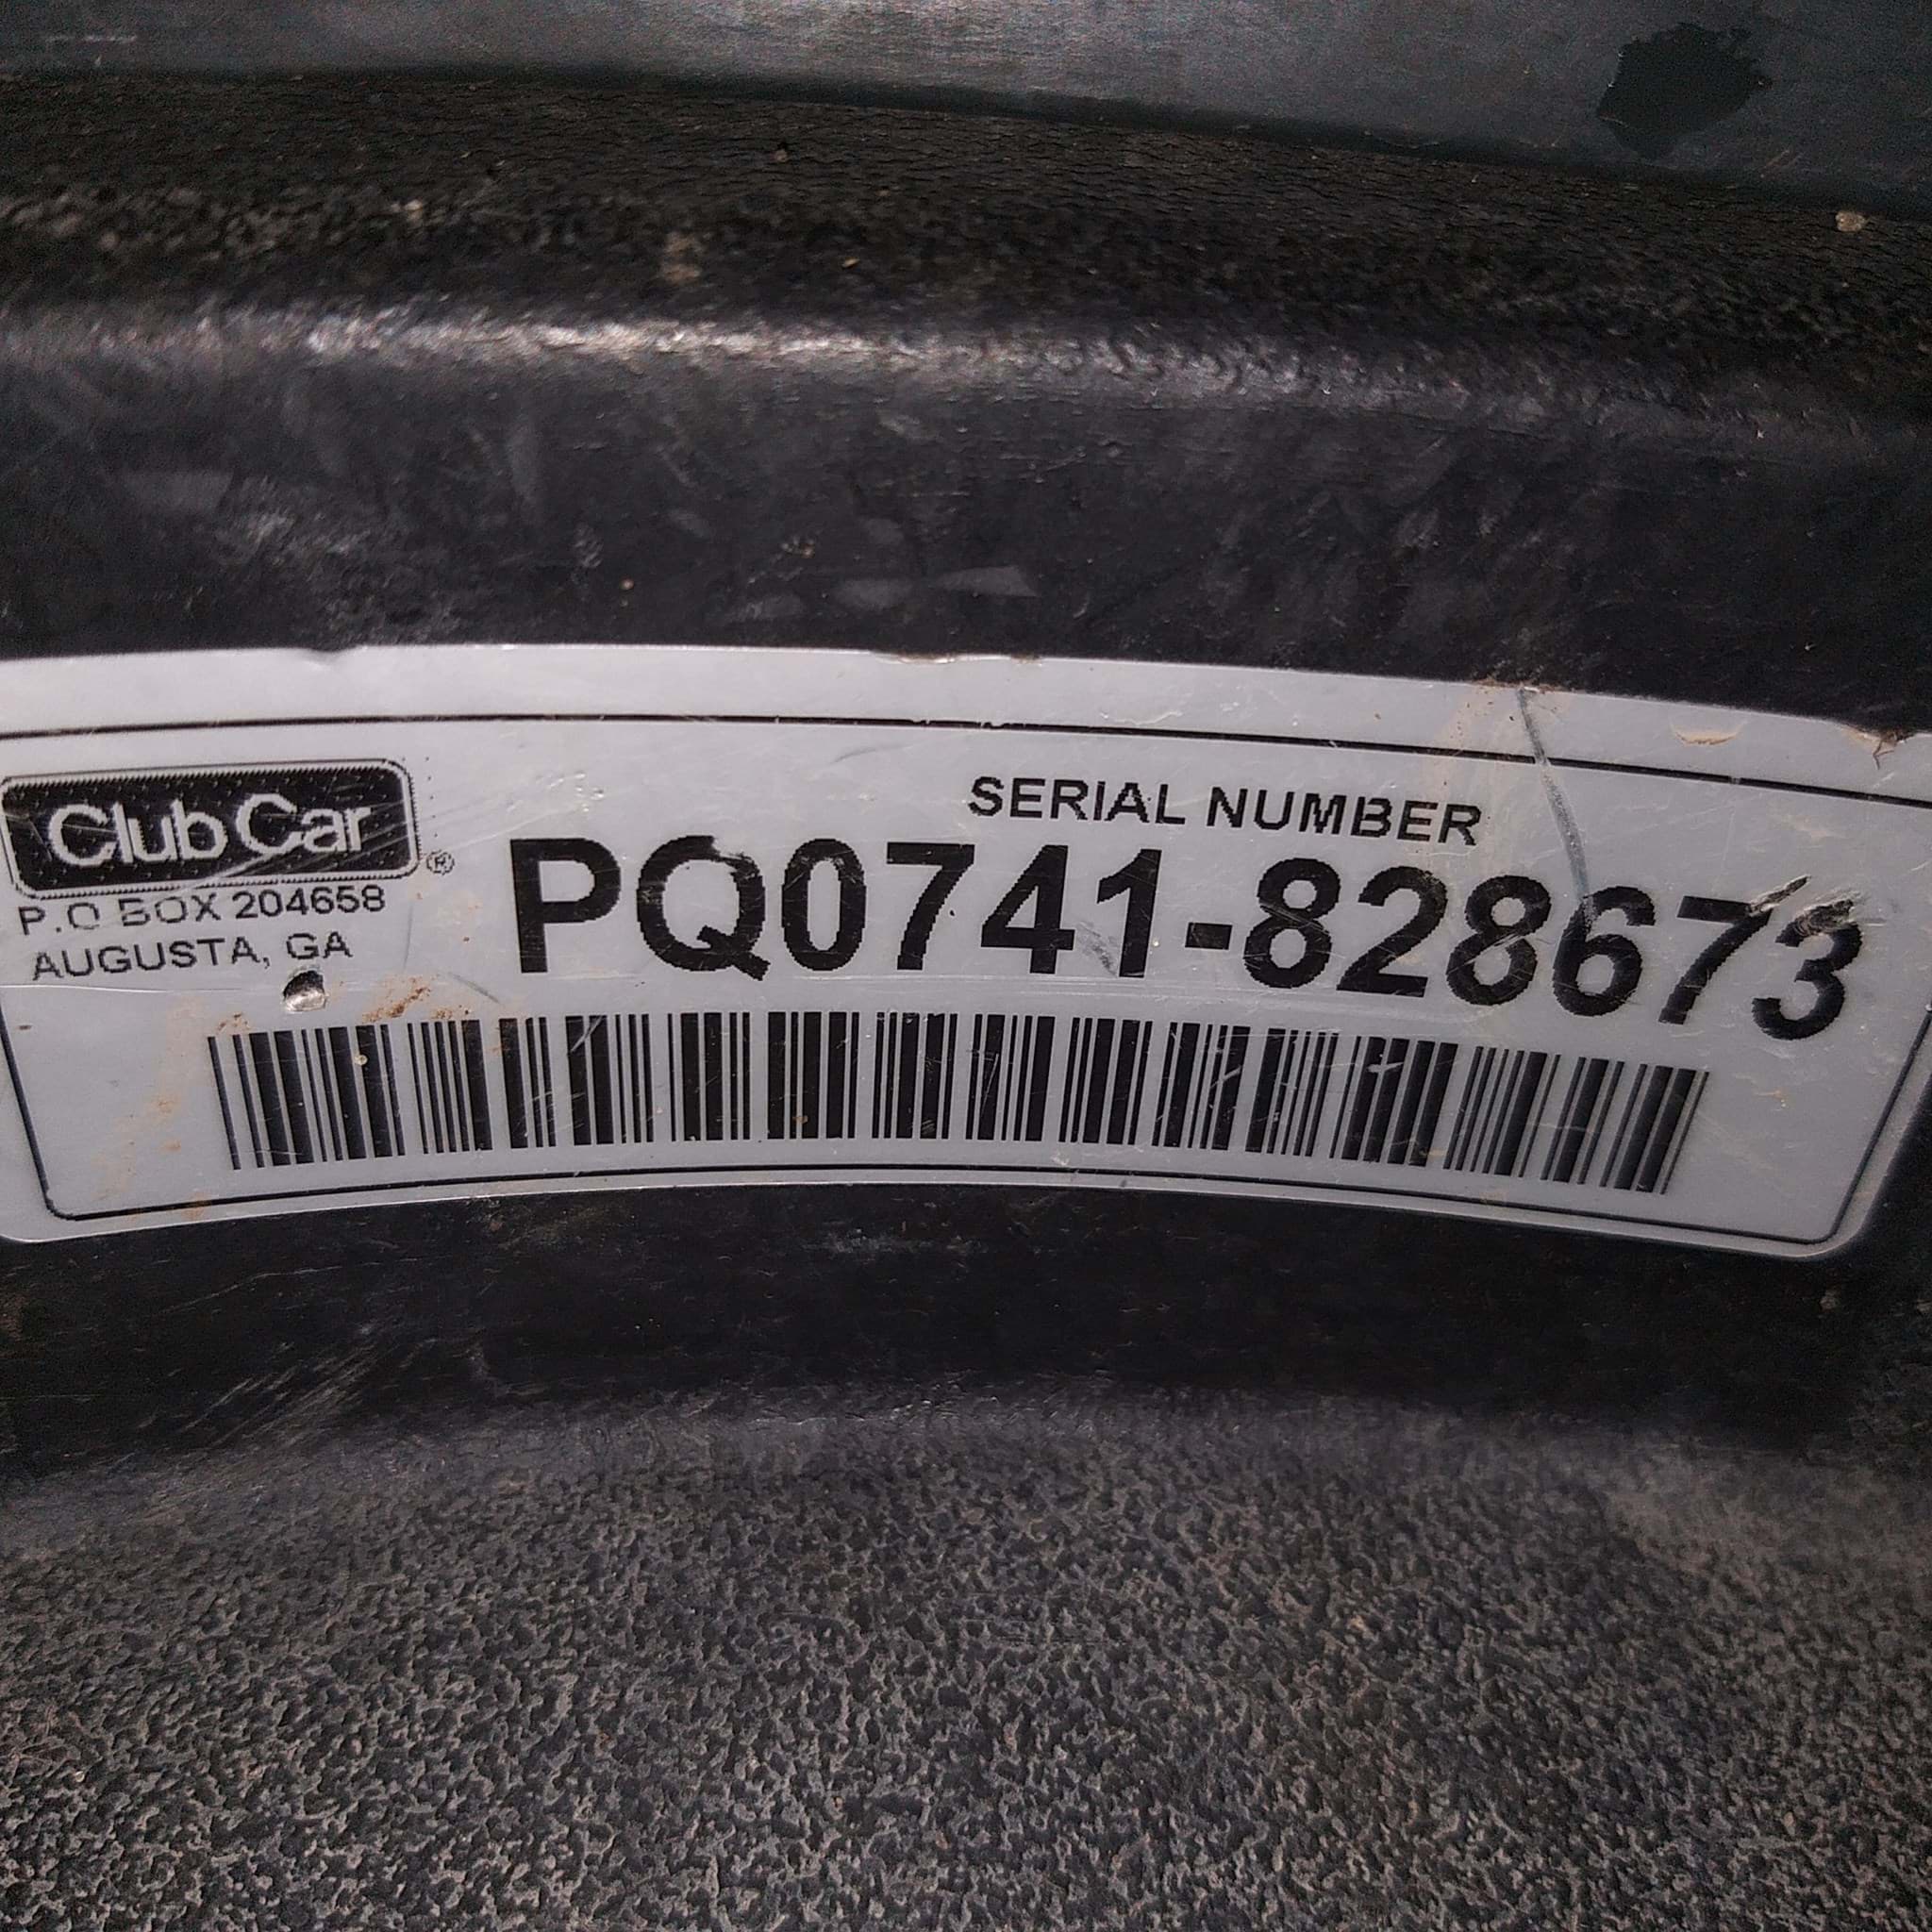 Club Car ®
P.O BOX 204658
AUGUSTA, GA
SERIAL NUMBER
PQ0741-828673